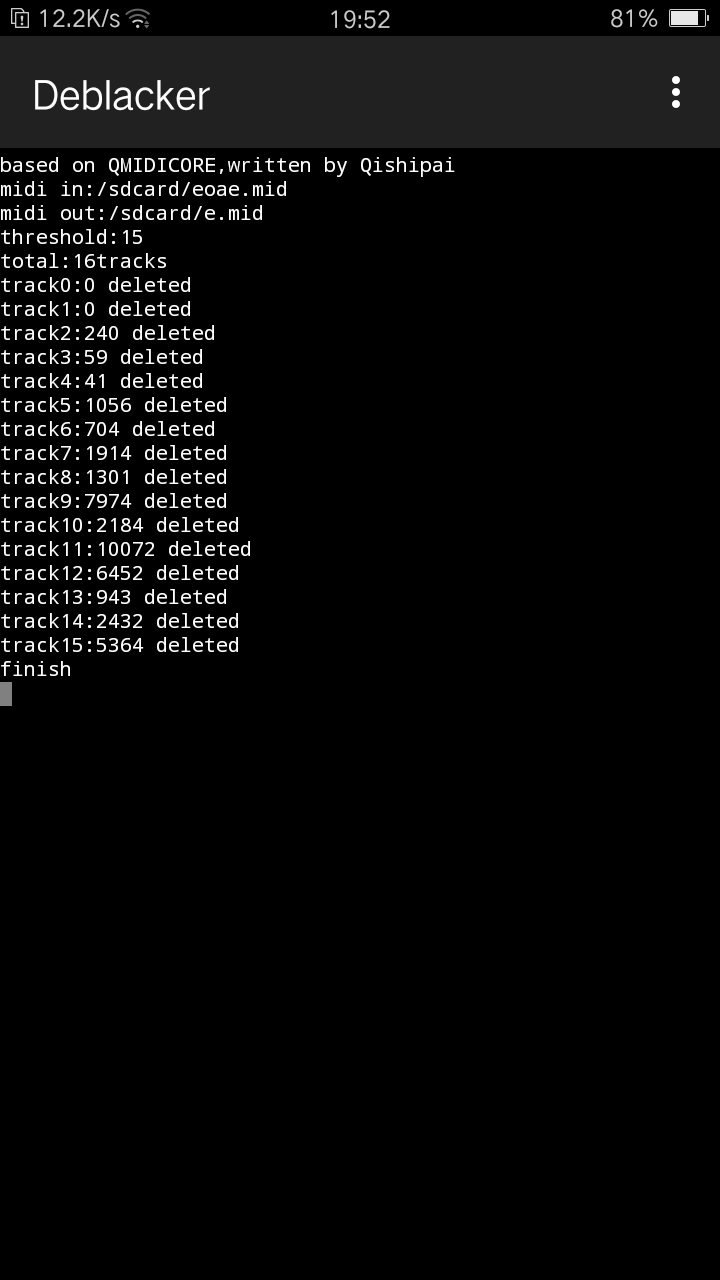 12.2K/s 19:52 81%
Deblacker
based on QMIDICORE,written by Qishipai
midi in:/sdcard/eoae.mid
midi out:/sdcard/e.mid
threshold:15
total:16tracks
track0:0 deleted
track1:0 deleted
track2:240 deleted
track3:59 deleted
track4:41 deleted
track5:1056 deleted
track6:704 deleted
track7:1914 deleted
track8:1301 deleted
track9:7974 deleted
track10:2184 deleted
track11:10072 deleted
track12:6452 deleted
track13:943 deleted
track14:2432 deleted
track15:5364 deleted
finish